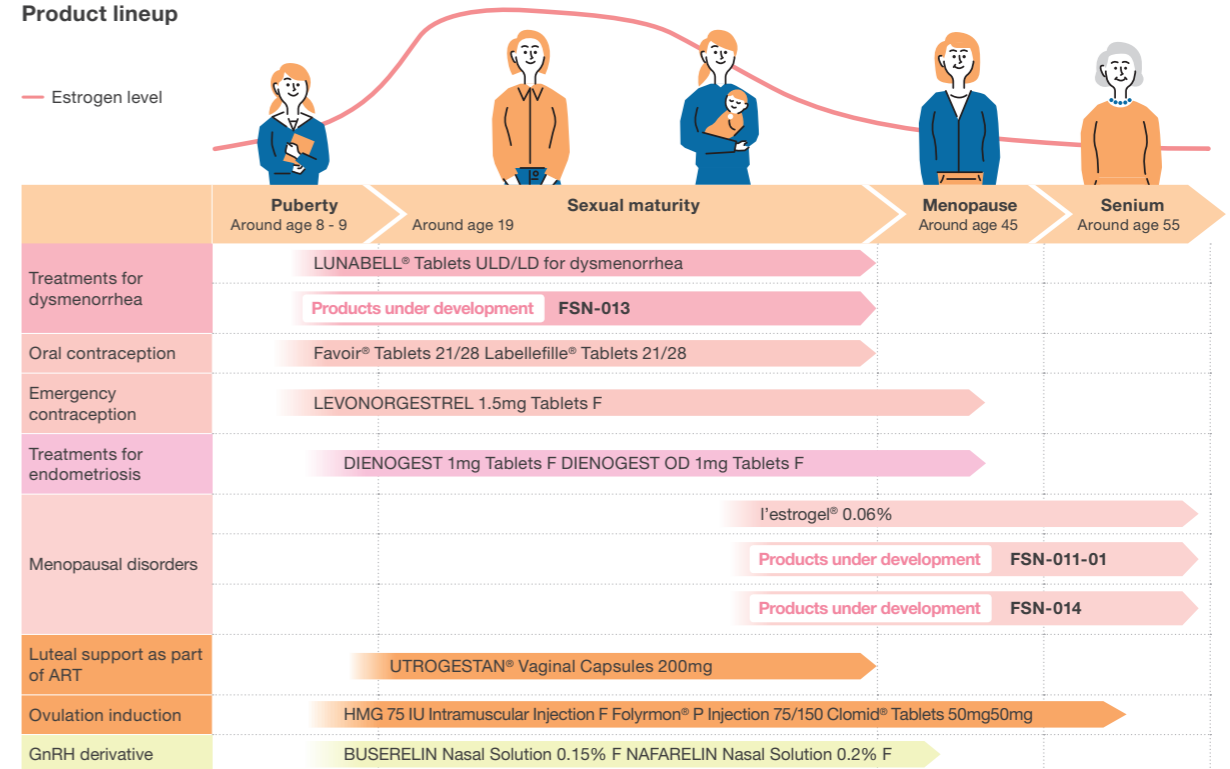 Product lineup
Estrogen level
Puberty
Around age 8 - 9
Sexual maturity
Around age 19
Menopause
Around age 45
Senium
Around age 55
Treatments for
dysmenorrhea
LUNABELL® Tablets ULD/LD for dysmenorrhea
Products under development FSN-013
Oral contraception
Favoir® Tablets 21/28 Labellefille® Tablets 21/28
Emergency
contraception
LEVONORGESTREL 1.5mg Tablets F
Treatments for
endometriosis
DIENOGEST 1mg Tablets F DIENOGEST OD 1mg Tablets F
Menopausal disorders
l’estrogel® 0.06%
Products under development FSN-011-01
Products under development FSN-014
Luteal support as part
of ART
UTROGESTAN® Vaginal Capsules 200mg
Ovulation induction
HMG 75 IU Intramuscular Injection F Folyrmon® P Injection 75/150 Clomid® Tablets 50mg50mg
GnRH derivative
BUSERELIN Nasal Solution 0.15% F NAFARELIN Nasal Solution 0.2% F